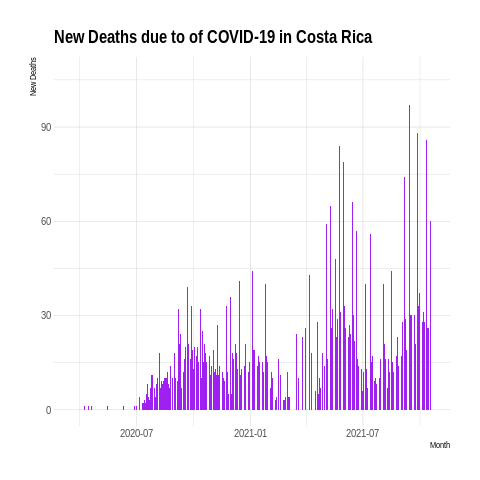 New Deaths due to of COVID-19 in Costa Rica
New Deaths
90
60
30
0
2020-07 2021-01 2021-07
Month